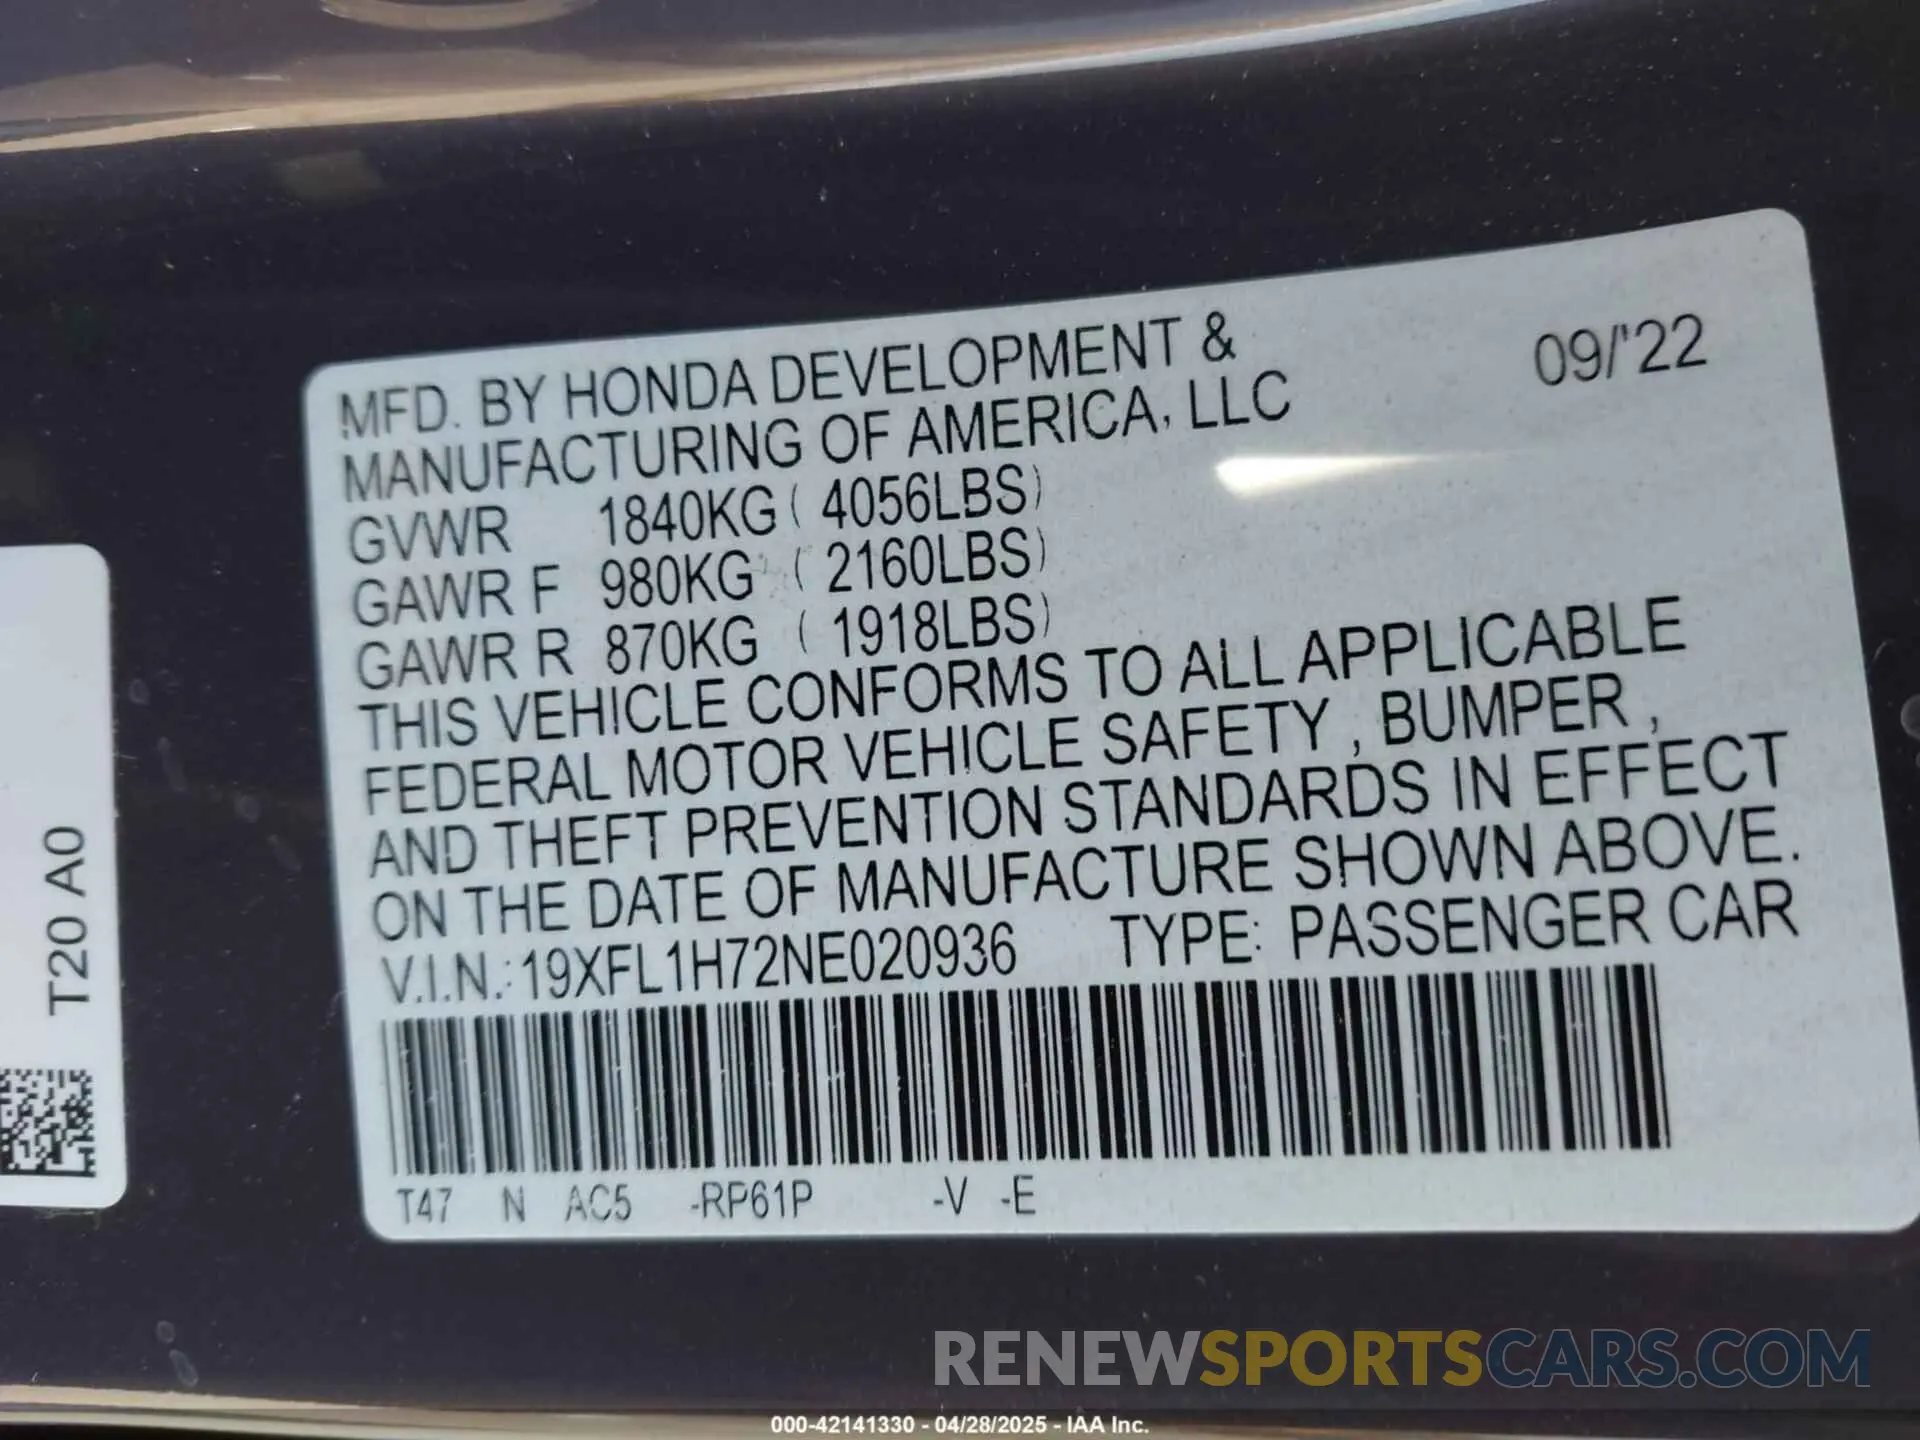 MFD. BY HONDA DEVELOPMENT &
MANUFACTURING OF AMERICA, LLC
09/'22
GVWR 1840KG ( 4056LBS)
GAWR F 980KG ( 2160LBS)
GAWR R 870KG ( 1918LBS)
THIS VEHICLE CONFORMS TO ALL APPLICABLE
FEDERAL MOTOR VEHICLE SAFETY , BUMPER ,
AND THEFT PREVENTION STANDARDS IN EFFECT
ON THE DATE OF MANUFACTURE SHOWN ABOVE.
V.I.N.: 19XFL1H72NE020936 TYPE: PASSENGER CAR
T47 N AC5 -RP61P -V -E
T20 A0
RENEWSPORTSCARS.COM
000-42141330 - 04/28/2025 - IAA Inc.